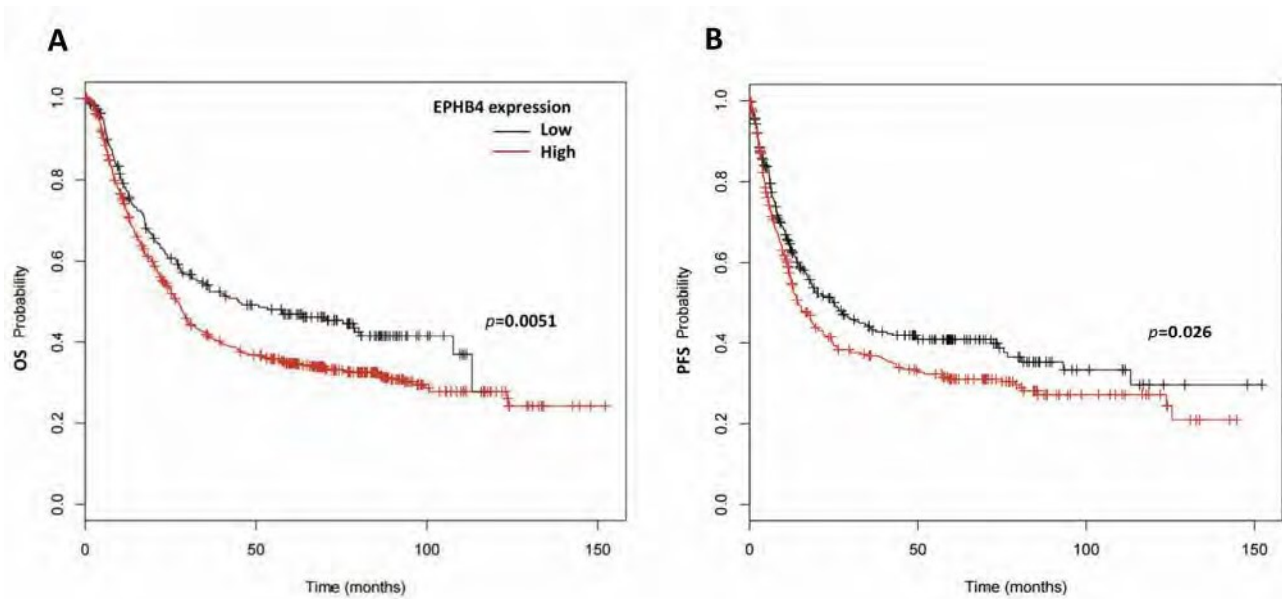 A
EPHB4 expression
Low
High
p=0.0051
OS Probability
1.0
0.8
0.6
0.4
0.2
0.0
0
50
100
150
Time (months)
B
p=0.026
PFS Probability
1.0
0.8
0.6
0.4
0.2
0.0
0
50
100
150
Time (months)